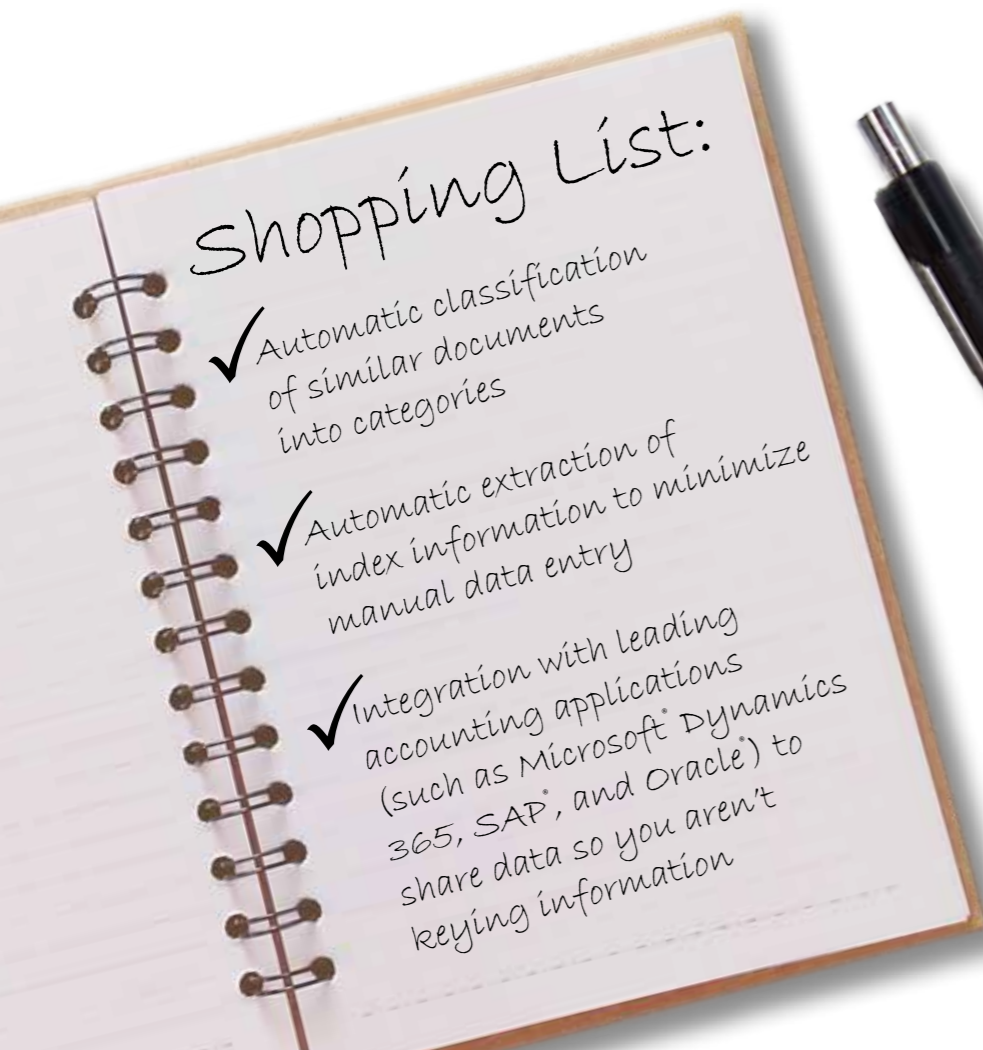 Shopping List:
✓Automatic classification
of similar documents
into categories
✓Automatic extraction of
index information to minimize
manual data entry
✓Integration with leading
accounting applications
(such as Microsoft® Dynamics
365, SAP®, and Oracle®) to
share data so you aren't
keying information